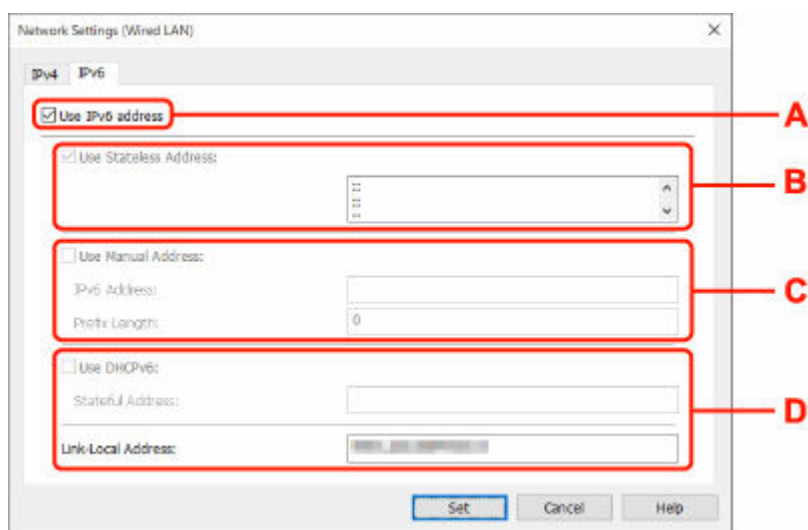 Network Settings (Wired LAN)
IPv4 IPv6
Use IPv6 address
A
Use Stateless Address:
::
::
::
B
Use Manual Address:
IPv6 Address:
Prefix Length: 0
C
Use DHCPv6:
Stateful Address:
D
Link-Local Address:
Set Cancel Help